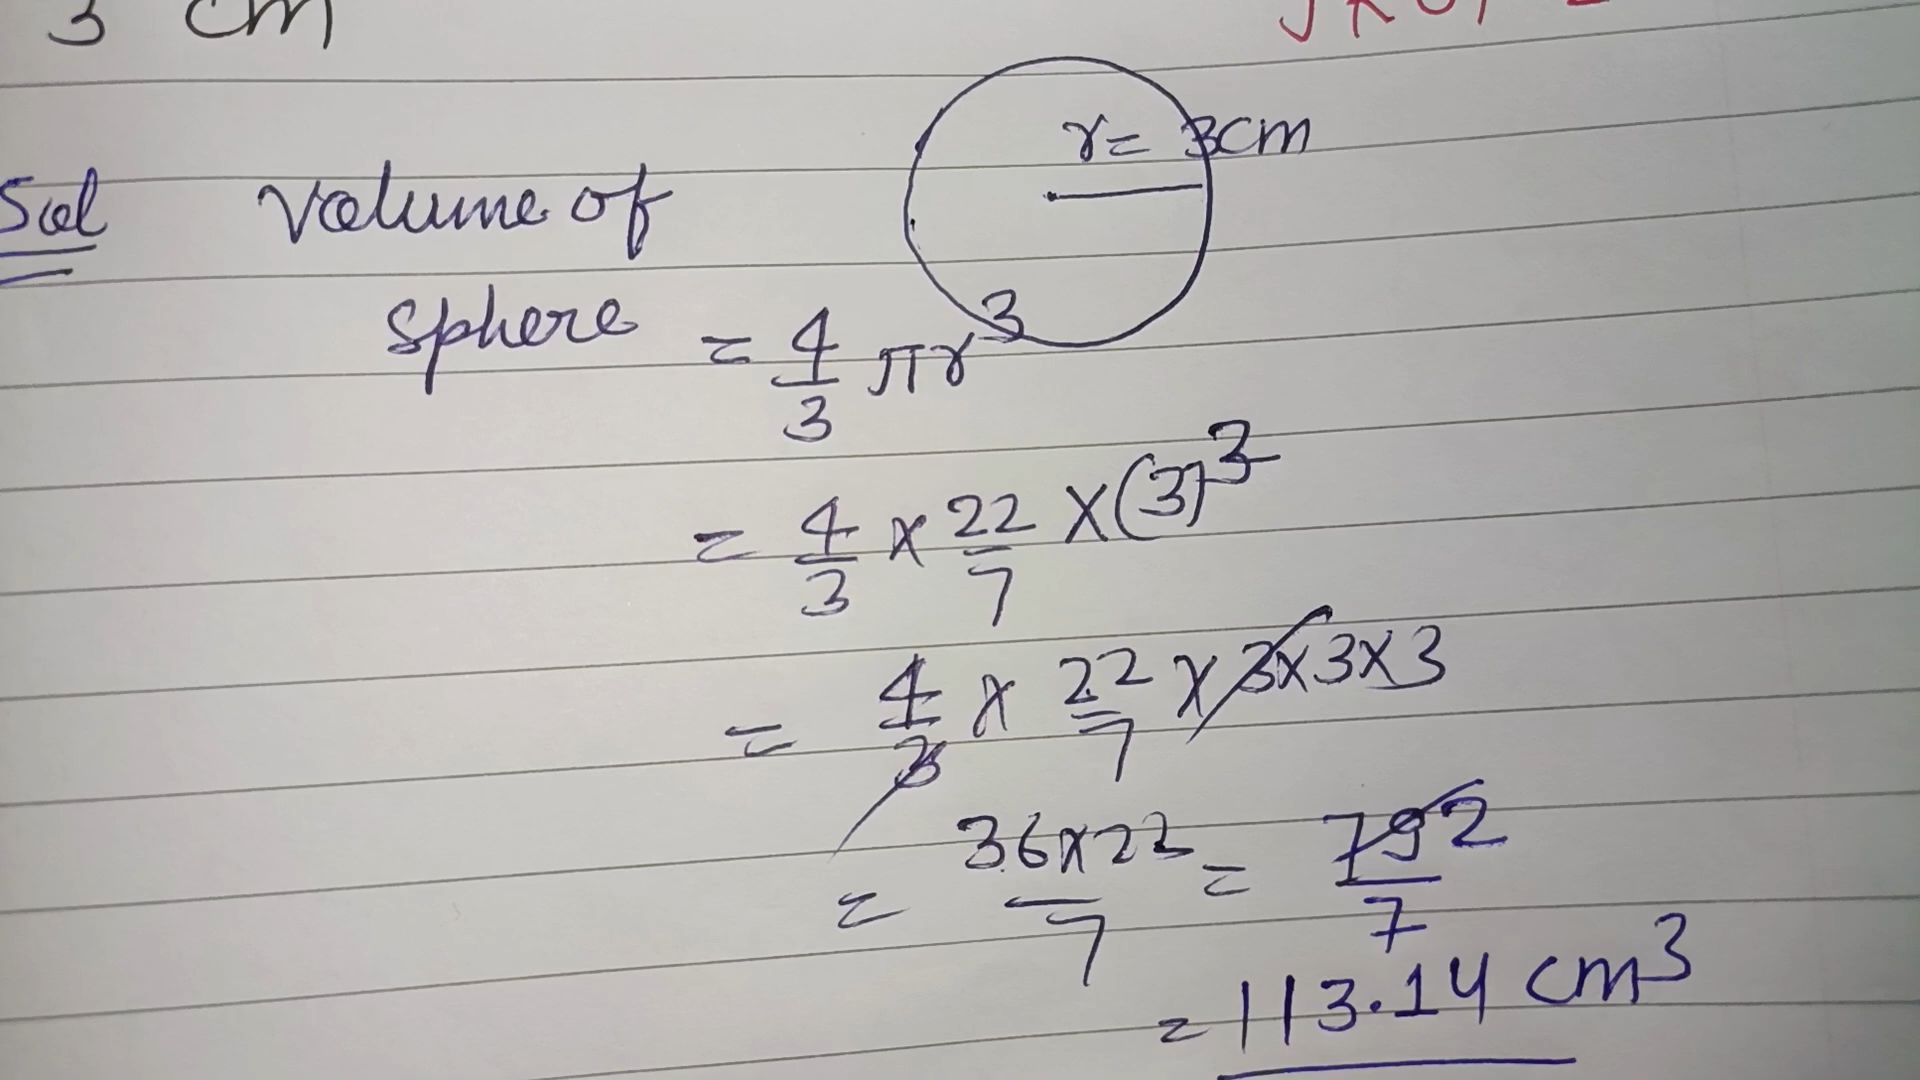 3 cm
r= 3cm
Sol Volume of
sphere = 4/3 πr³
= 4/3 × 22/7 × (3)³
= 4/3 × 22/7 × 3×3×3
= 36×22/7 = 792/7
= 113.14 cm³